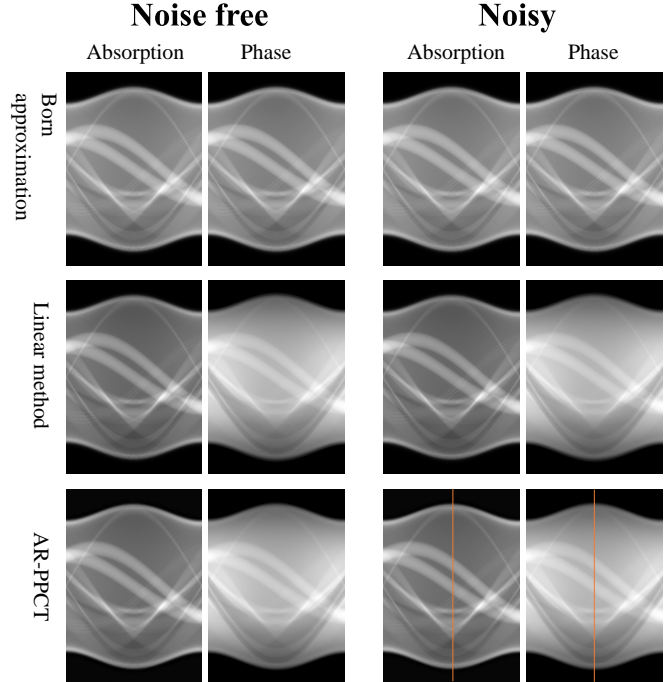 Noise free
Noisy
Absorption
Phase
Absorption
Phase
Born
approximation
Linear method
AR-PPCT